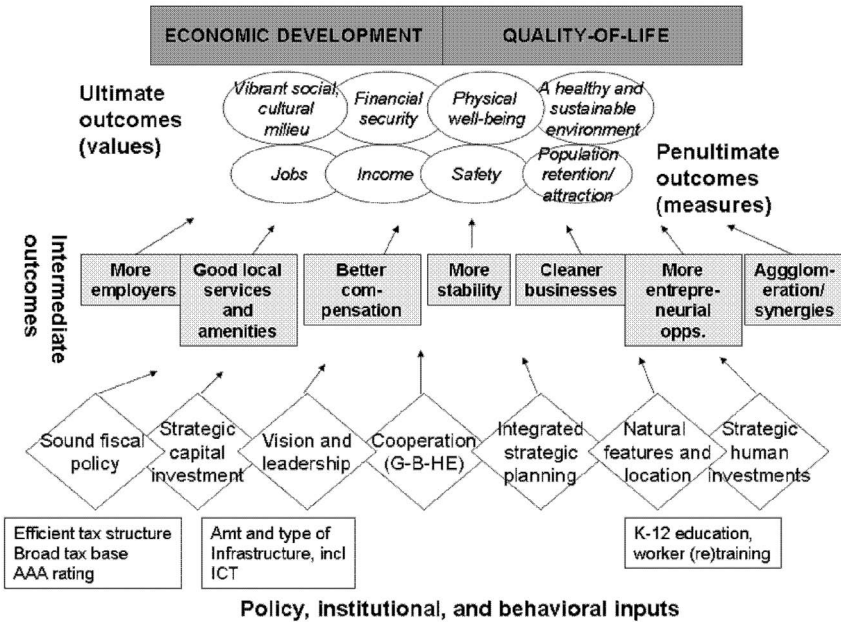 ECONOMIC DEVELOPMENT
QUALITY-OF-LIFE
Ultimate
outcomes
(values)
Vibrant social,
cultural
milieu
Financial
security
Physical
well-being
A healthy and
sustainable
environment
Jobs
Income
Safety
Population
retention/
attraction
Penultimate
outcomes
(measures)
Intermediate
outcomes
More
employers
Good local
services
and
amenities
Better
com-
pensation
More
stability
Cleaner
businesses
More
entrepre-
neurial
opps.
Aggglom-
eration/
synergies
Sound fiscal
policy
Strategic
capital
investment
Vision and
leadership
Cooperation
(G-B-HE)
Integrated
strategic
planning
Natural
features and
location
Strategic
human
investments
Efficient tax structure
Broad tax base
AAA rating
Amt and type of
Infrastructure, incl
ICT
K-12 education,
worker (re)training
Policy, institutional, and behavioral inputs